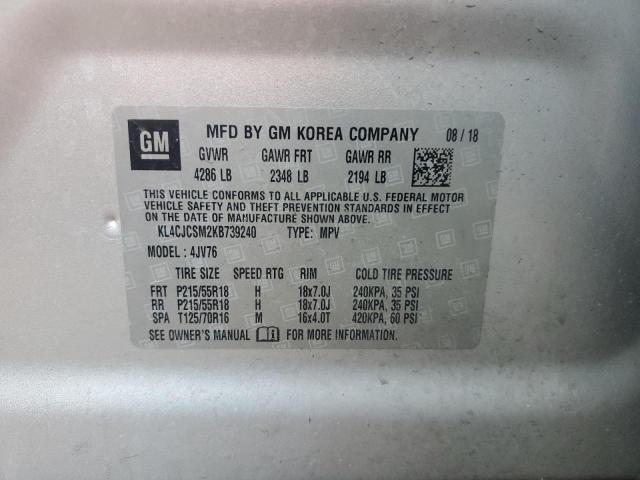 GM MFD BY GM KOREA COMPANY 08 / 18
GVWR GAWR FRT GAWR RR
4286 LB 2348 LB 2194 LB
THIS VEHICLE CONFORMS TO ALL APPLICABLE U.S. FEDERAL MOTOR
VEHICLE SAFETY AND THEFT PREVENTION STANDARDS IN EFFECT
ON THE DATE OF MANUFACTURE SHOWN ABOVE.
KL4CJCSM2KB739240 TYPE: MPV
MODEL : 4JV76
TIRE SIZE SPEED RTG RIM COLD TIRE PRESSURE
FRT P215/55R18 H 18x7.0J 240KPA, 35 PSI
RR P215/55R18 H 18x7.0J 240KPA, 35 PSI
SPA T125/70R16 M 16x4.0T 420KPA, 60 PSI
SEE OWNER'S MANUAL FOR MORE INFORMATION.